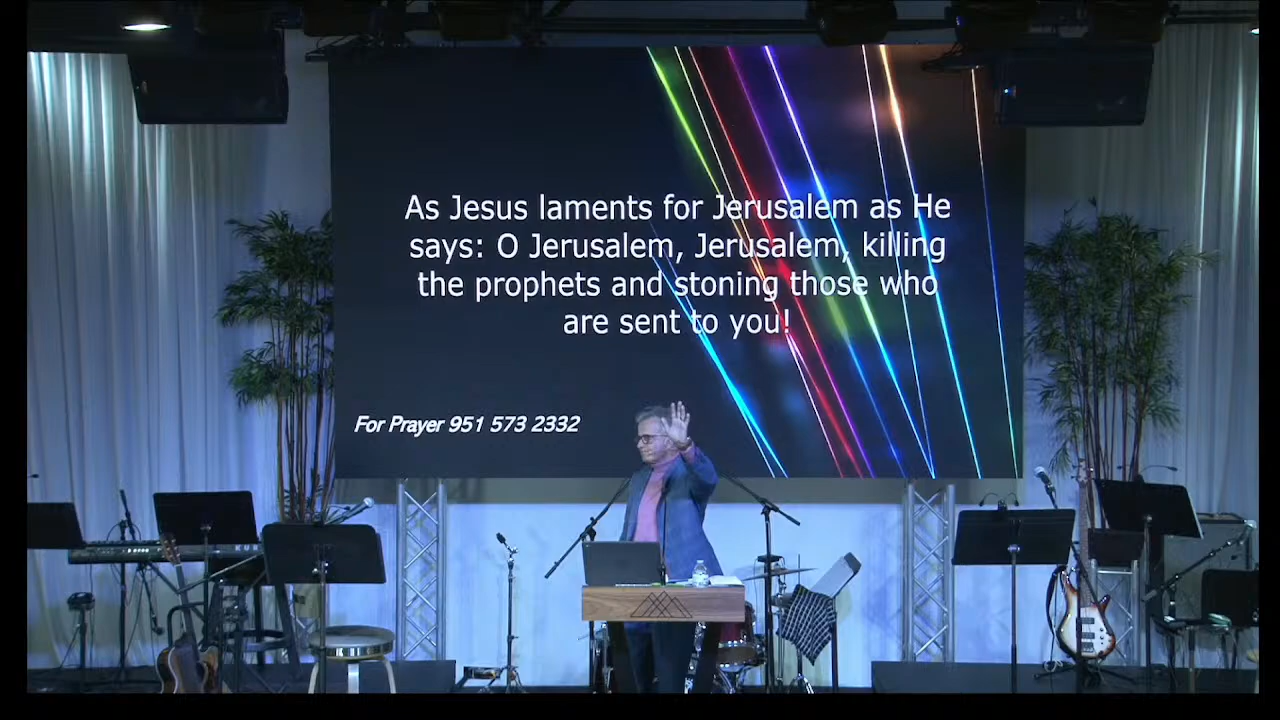 As Jesus laments for Jerusalem as He
says: O Jerusalem, Jerusalem, killing
the prophets and stoning those who
are sent to you!
For Prayer 951 573 2332